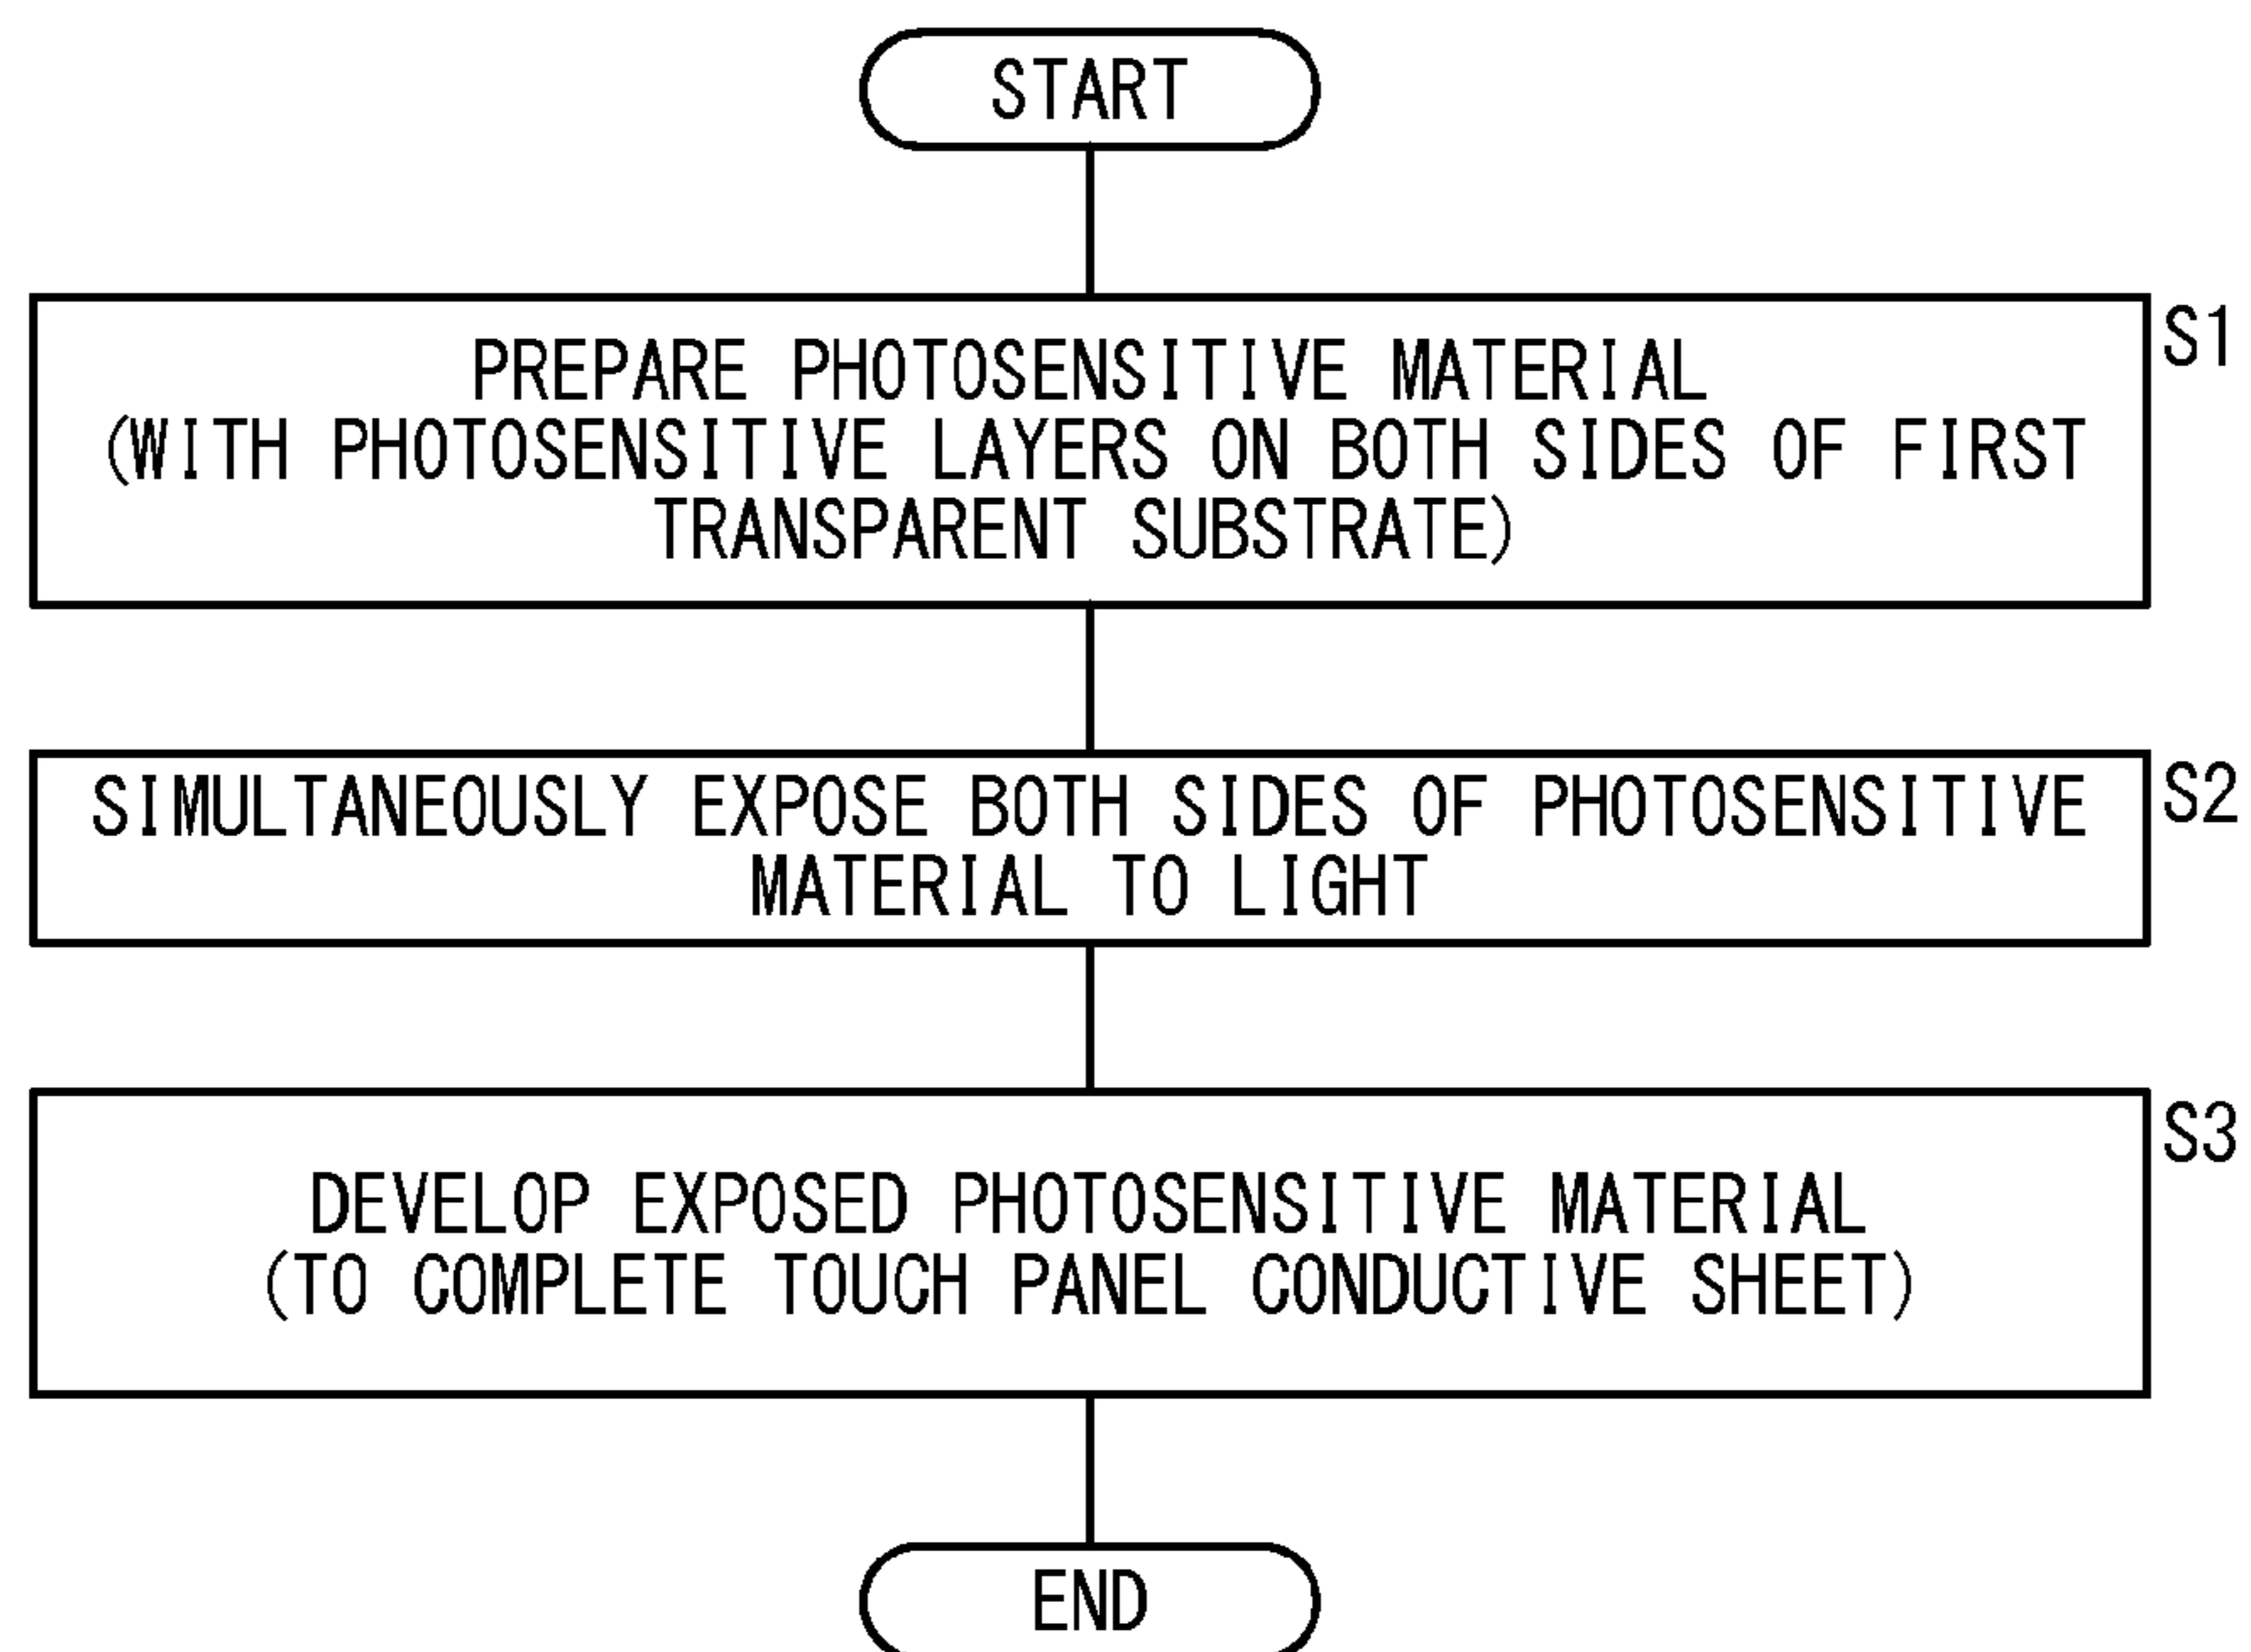 START
S1
PREPARE PHOTOSENSITIVE MATERIAL
(WITH PHOTOSENSITIVE LAYERS ON BOTH SIDES OF FIRST
TRANSPARENT SUBSTRATE)
S2
SIMULTANEOUSLY EXPOSE BOTH SIDES OF PHOTOSENSITIVE
MATERIAL TO LIGHT
S3
DEVELOP EXPOSED PHOTOSENSITIVE MATERIAL
(TO COMPLETE TOUCH PANEL CONDUCTIVE SHEET)
END